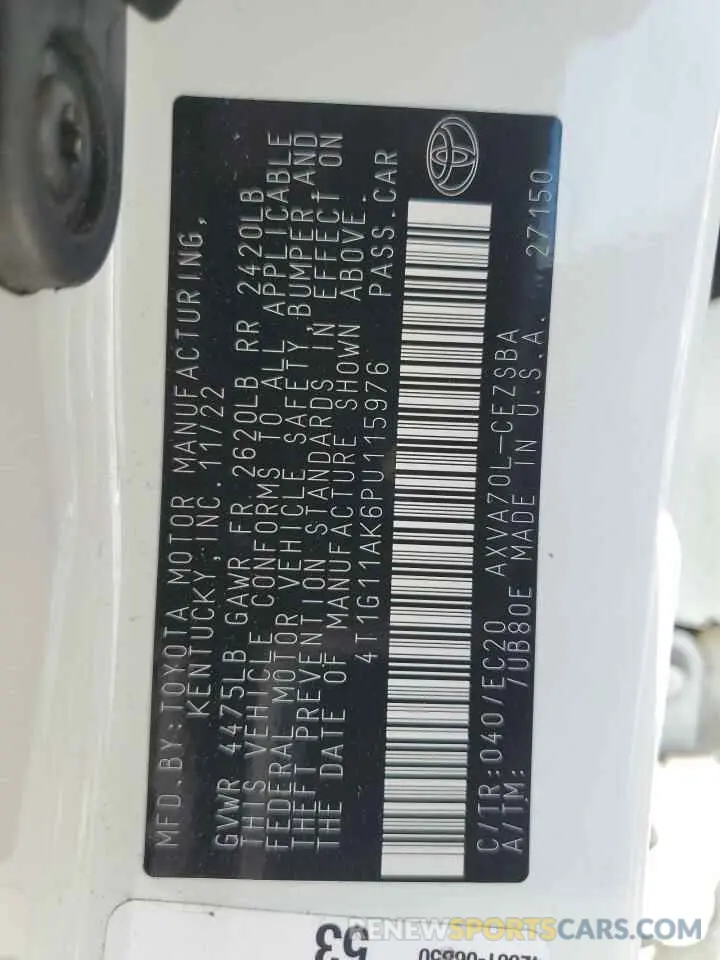 MFD.BY:TOYOTA MOTOR MANUFACTURING,
KENTUCKY,INC.11/22
GVWR 4475LB GAWR FR 2620LB RR 2420LB
THIS VEHICLE CONFORMS TO ALL APPLICABLE
FEDERAL MOTOR VEHICLE SAFETY,BUMPER,AND
THEFT PREVENTION STANDARDS IN EFFECT ON
THE DATE OF MANUFACTURE SHOWN ABOVE.
4T1G11AK6PU115976 PASS.CAR
C/TR:040/EC20 AXVA70L-CEZSBA
A/TM: /UB80E MADE IN U.S.A. 27150
53
RENEWSPORTSCARS.COM